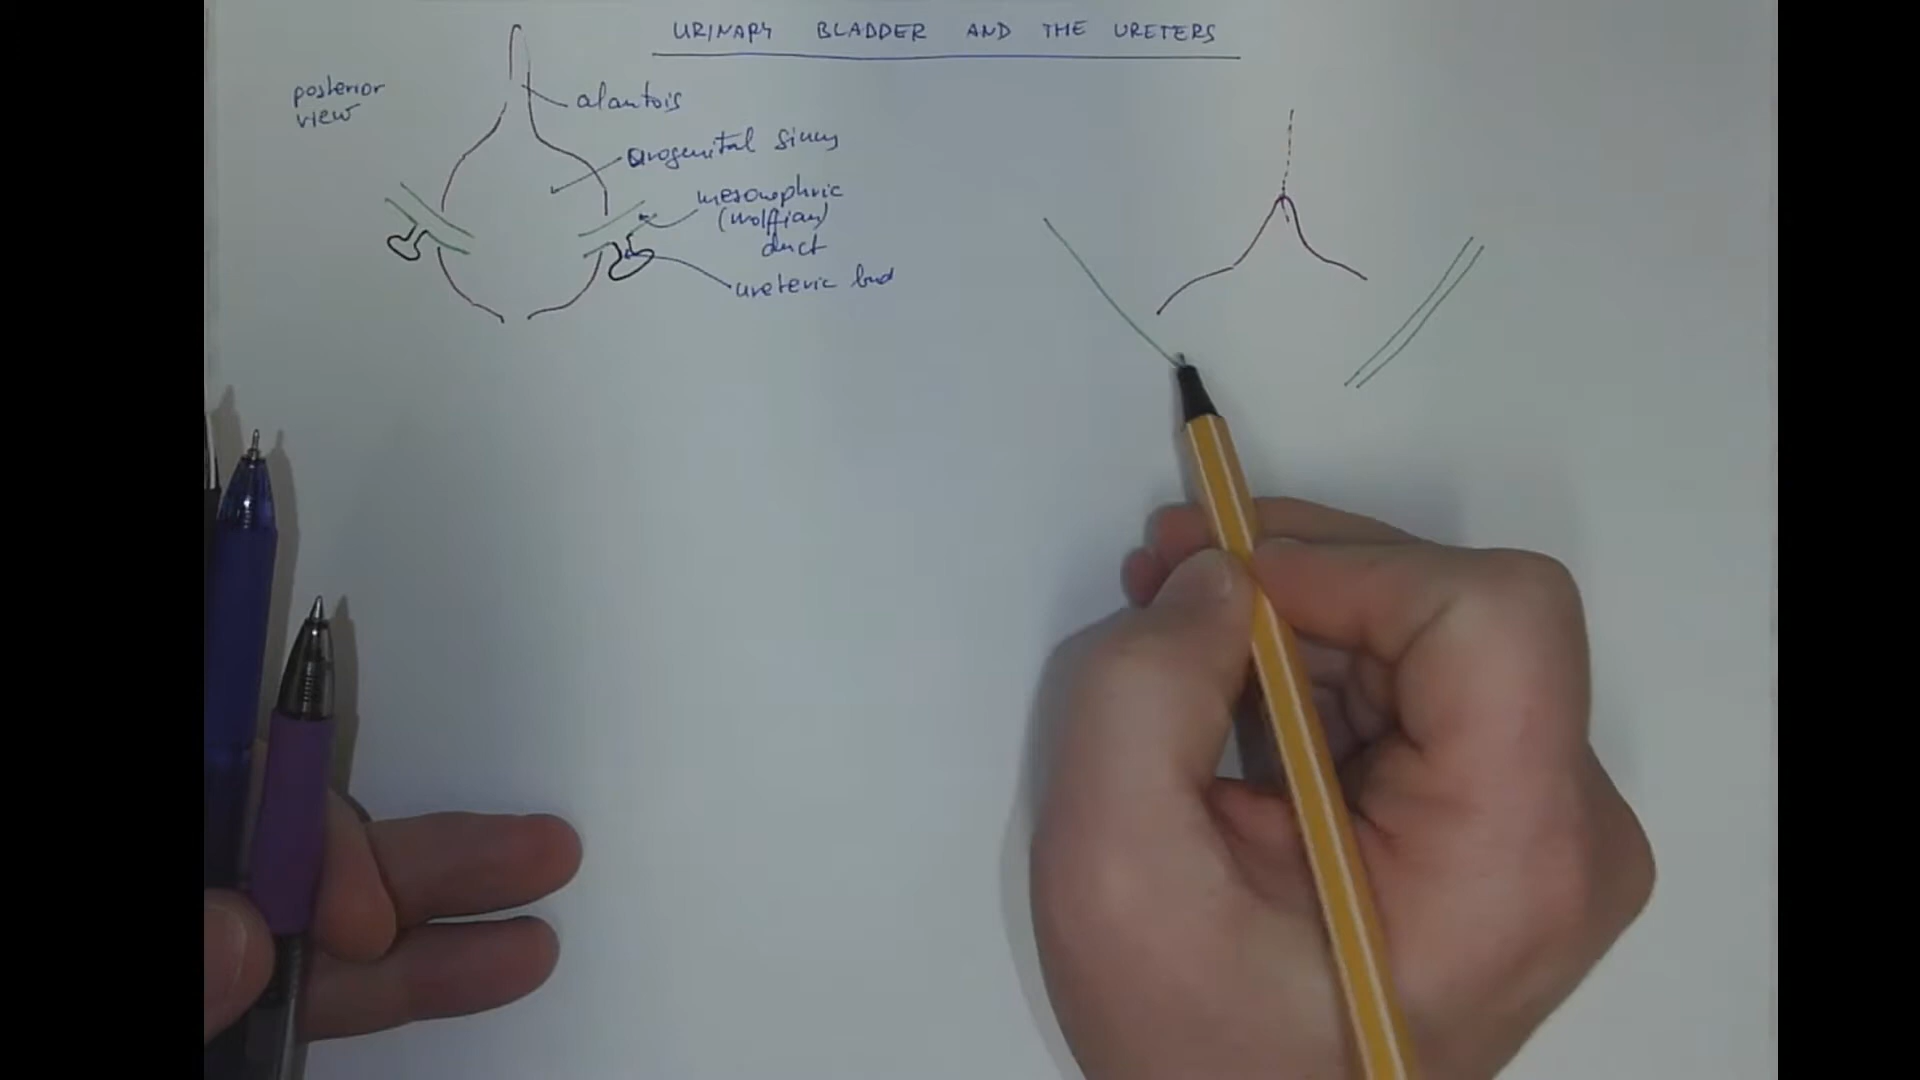 URINARY BLADDER AND THE URETERS
posterior
view
alantois
urogenital sinus
mesonephric
(Wolffian)
duct
ureteric bud